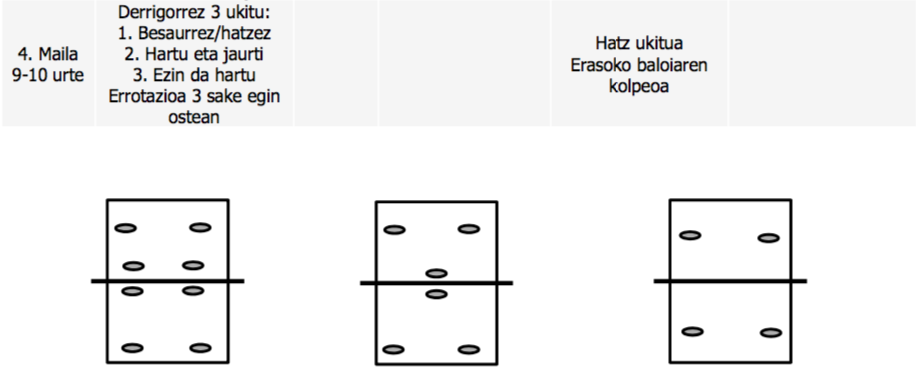 4. Maila
9-10 urte
Derrigorrez 3 ukitu:
1. Besaurrez/hatzez
2. Hartu eta jaurti
3. Ezin da hartu
Errotazioa 3 sake egin
ostean
Hatz ukitua
Erasoko baloiaren
kolpeoa